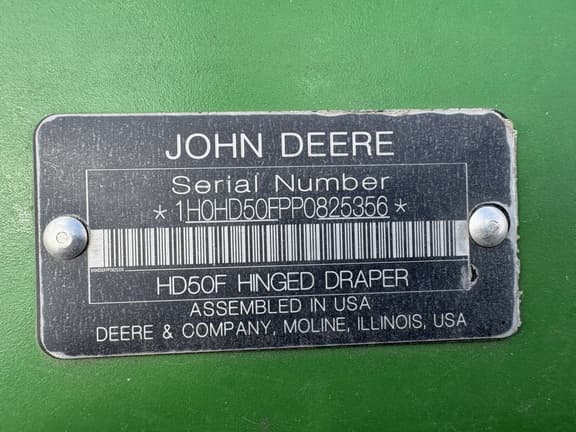 JOHN DEERE
Serial Number
*1H0HD50FPP0825356*
HD50F HINGED DRAPER
ASSEMBLED IN USA
DEERE & COMPANY, MOLINE, ILLINOIS, USA